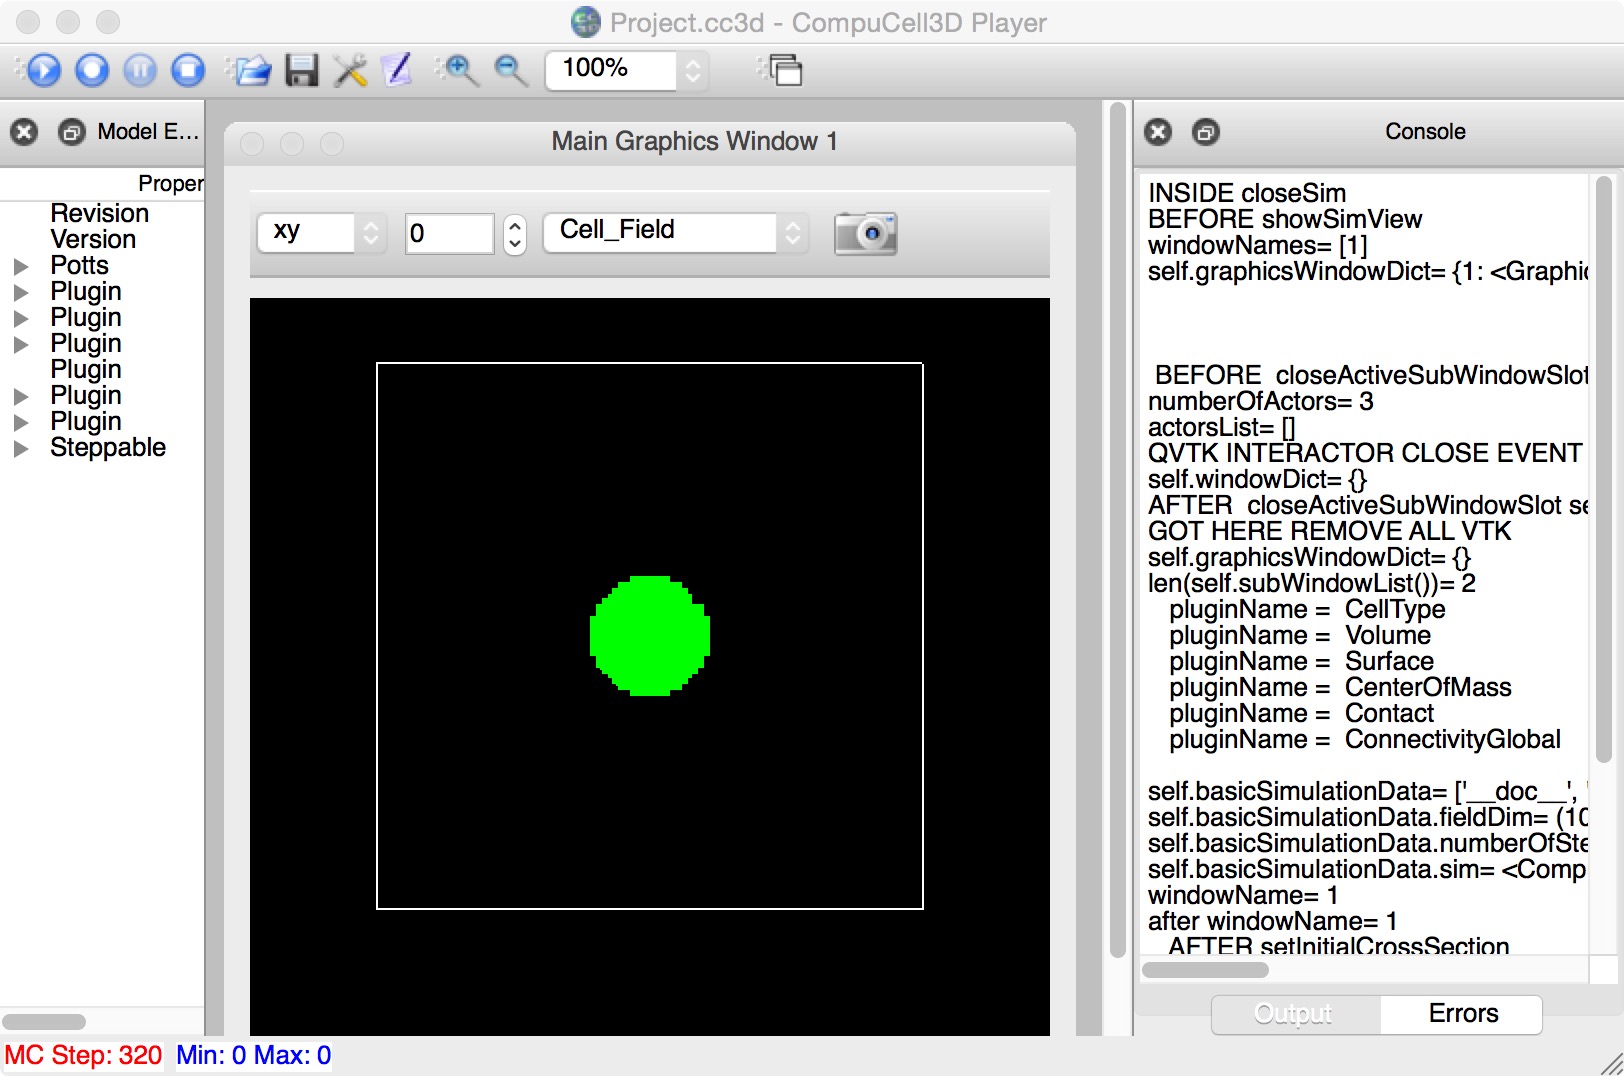 Project.cc3d - CompuCell3D Player
100%
Model E...
Proper
Revision
Version
Potts
Plugin
Plugin
Plugin
Plugin
Plugin
Plugin
Steppable
Main Graphics Window 1
xy 0 Cell_Field
Console
INSIDE closeSim
BEFORE showSimView
windowNames= [1]
self.graphicsWindowDict= {1: <Graphi
BEFORE  closeActiveSubWindowSlot
numberOfActors= 3
actorsList= []
QVTK INTERACTOR CLOSE EVENT
self.windowDict= {}
AFTER  closeActiveSubWindowSlot se
GOT HERE REMOVE ALL VTK
self.graphicsWindowDict= {}
len(self.subWindowList())= 2
pluginName =  CellType
pluginName =  Volume
pluginName =  Surface
pluginName =  CenterOfMass
pluginName =  Contact
pluginName =  ConnectivityGlobal
self.basicSimulationData= ['__doc__', '
self.basicSimulationData.fieldDim= (10
self.basicSimulationData.numberOfSte
self.basicSimulationData.sim= <Comp
windowName= 1
after windowName= 1
AFTER setInitialCrossSection
Output Errors
MC Step: 320 Min: 0 Max: 0